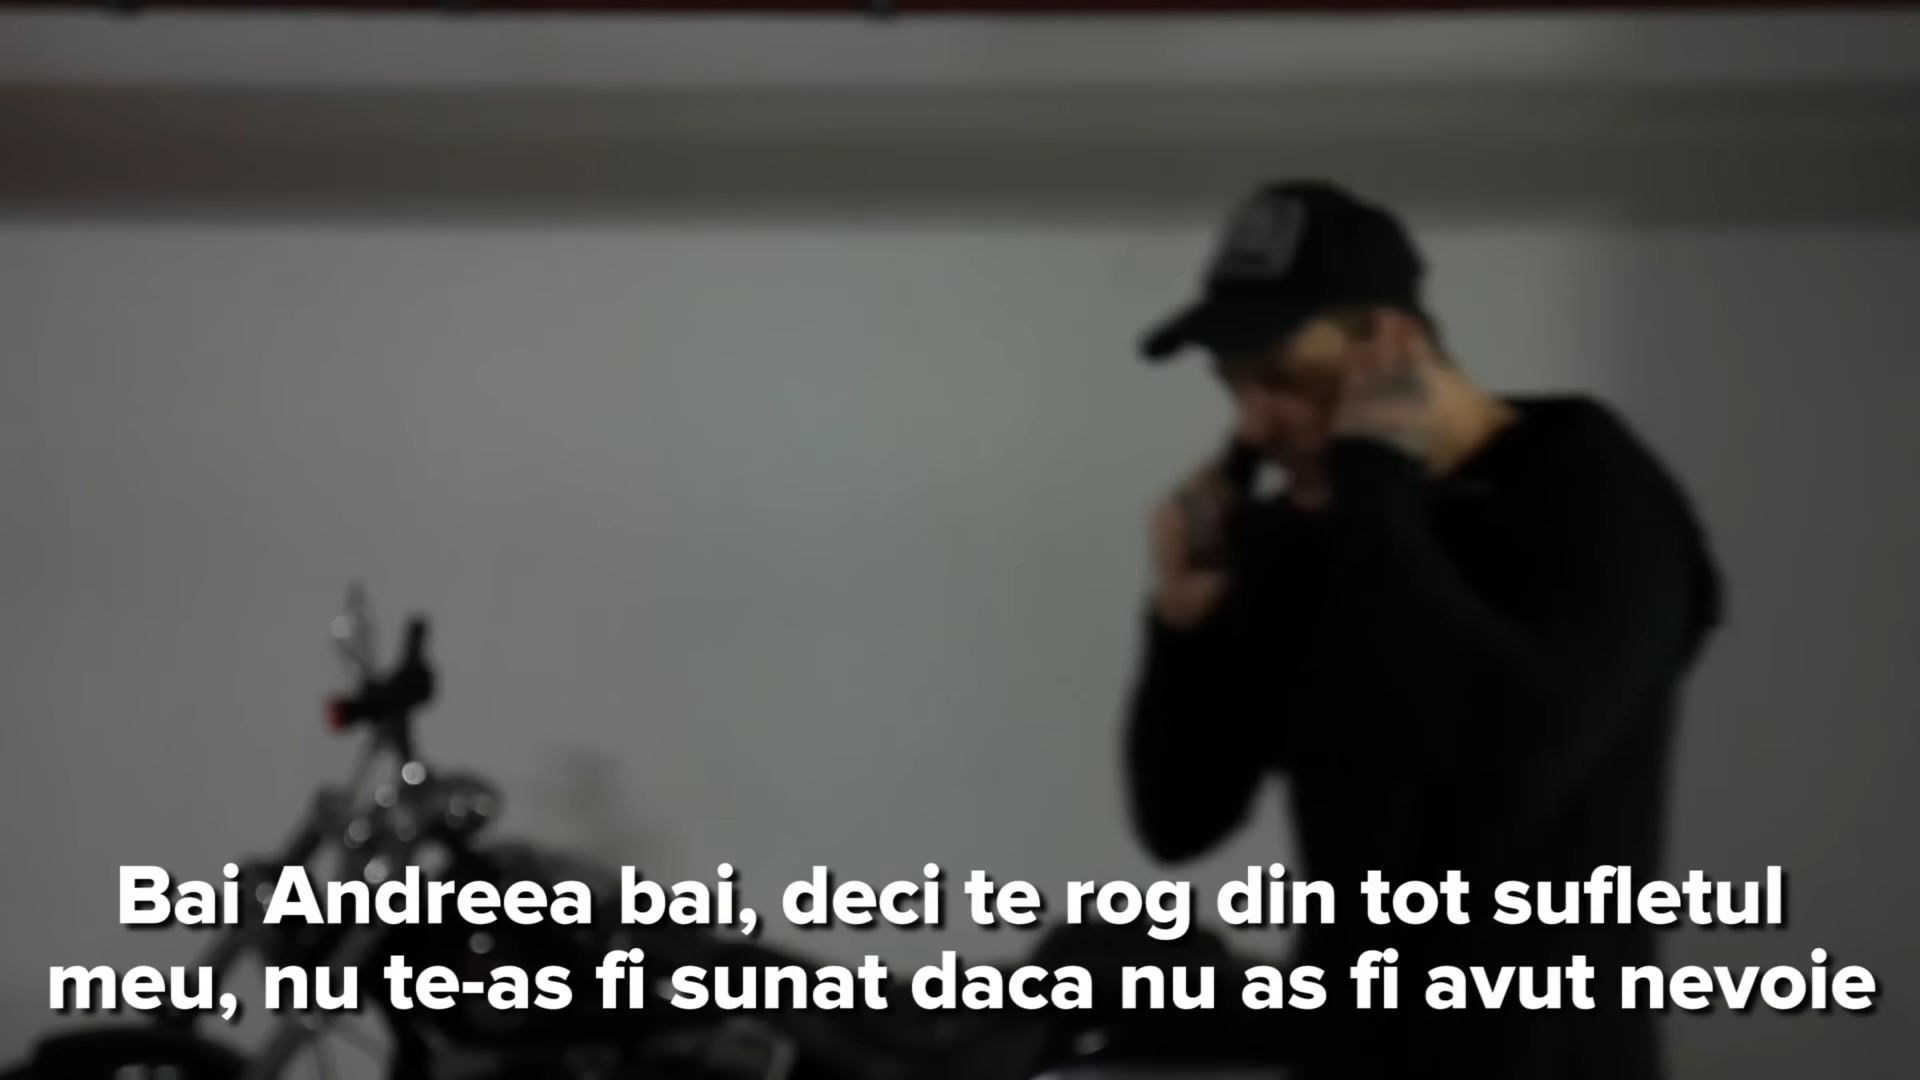 Bai Andreea bai, deci te rog din tot sufletul
meu, nu te-as fi sunat daca nu as fi avut nevoie